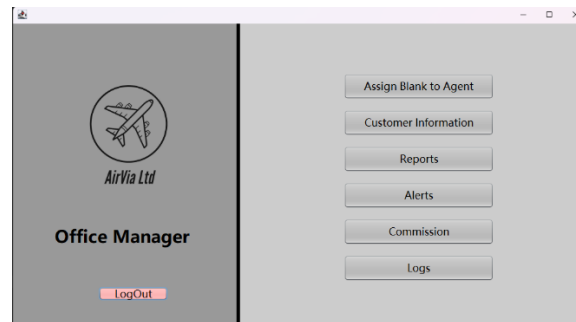 AirVia Ltd
Office Manager
LogOut
Assign Blank to Agent
Customer Information
Reports
Alerts
Commission
Logs